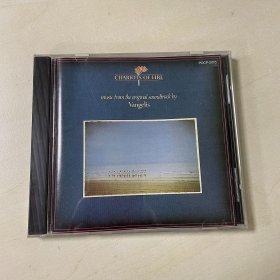 CHARIOTS OF FIRE
music from the original soundtrack by
Vangelis